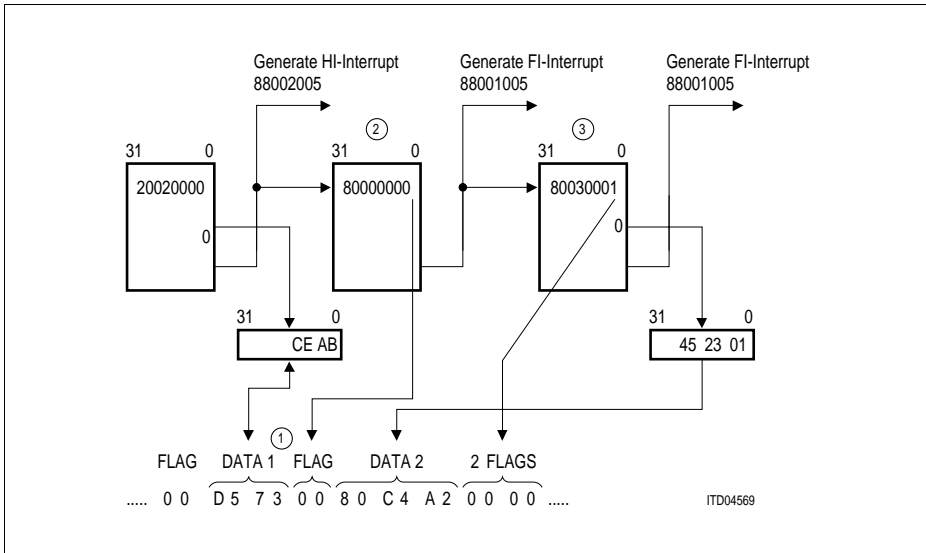 Generate HI-Interrupt
88002005
Generate FI-Interrupt
88001005
Generate FI-Interrupt
88001005
2
3
31 0
31 0
31 0
20020000
80000000
80030001
0
0
31 0
31 0
CE AB
45 23 01
1
FLAG DATA 1 FLAG DATA 2 2 FLAGS
..... 0 0 D 5 7 3 0 0 8 0 C 4 A 2 0 0 0 0 .....
ITD04569